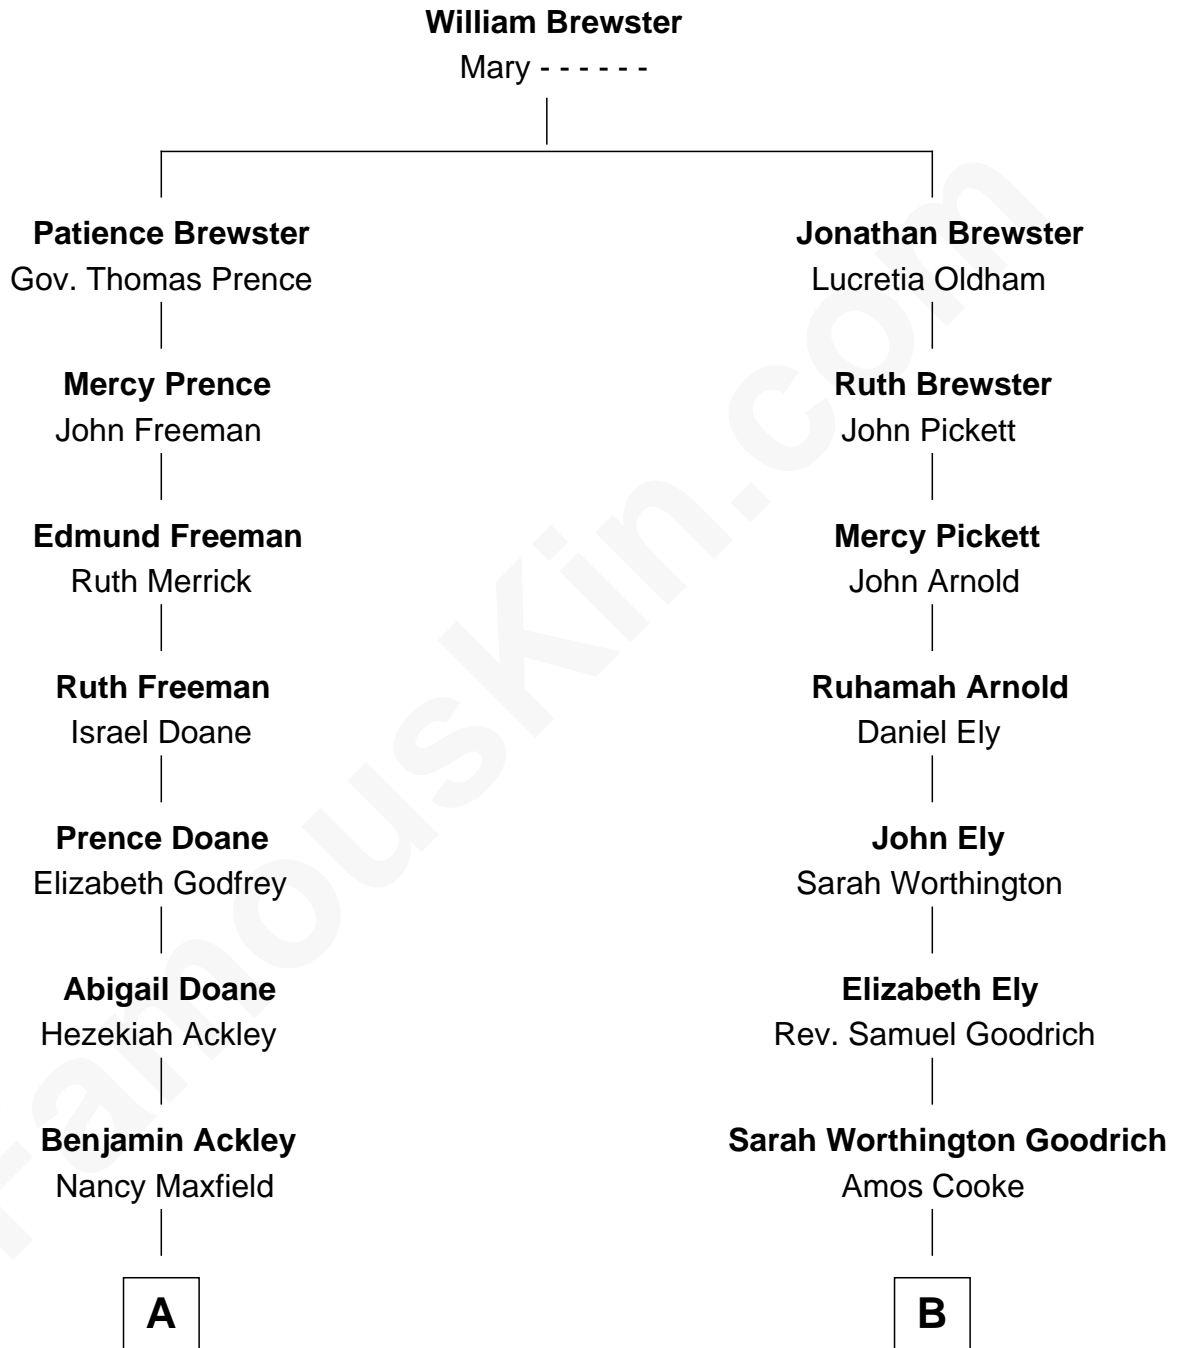 William Brewster
Mary - - - - - -
Patience Brewster
Gov. Thomas Prence
Jonathan Brewster
Lucretia Oldham
Mercy Prence
John Freeman
Ruth Brewster
John Pickett
Edmund Freeman
Ruth Merrick
Mercy Pickett
John Arnold
Ruth Freeman
Israel Doane
Ruhamah Arnold
Daniel Ely
Prence Doane
Elizabeth Godfrey
John Ely
Sarah Worthington
Abigail Doane
Hezekiah Ackley
Elizabeth Ely
Rev. Samuel Goodrich
Benjamin Ackley
Nancy Maxfield
Sarah Worthington Goodrich
Amos Cooke
A
B
FamousKin.com